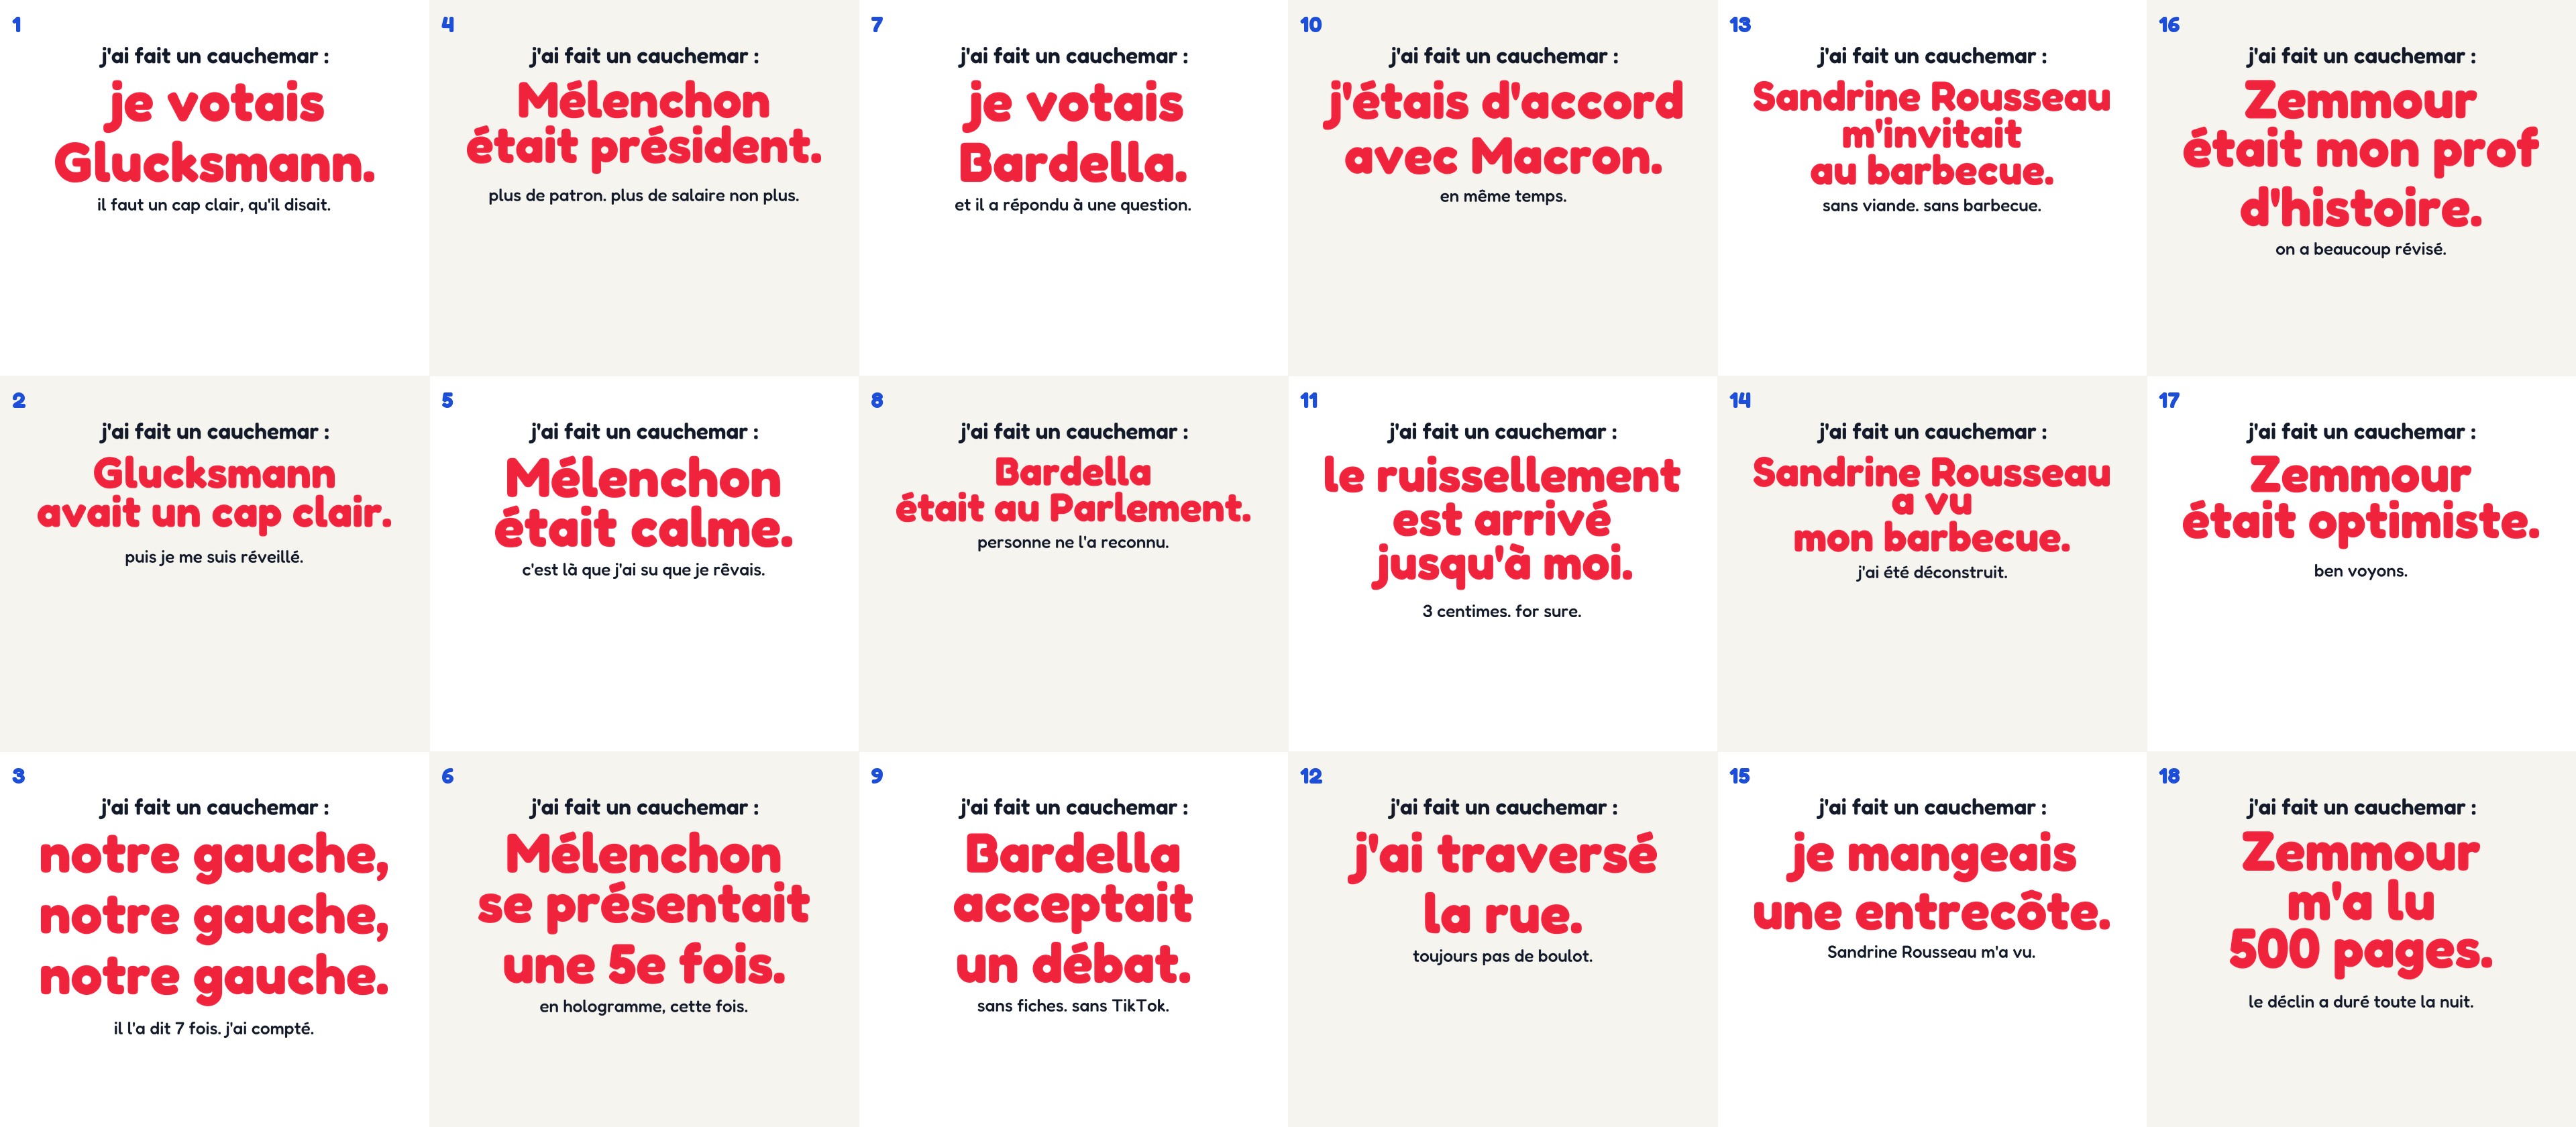 1
j'ai fait un cauchemar :
je votais
Glucksmann.
il faut un cap clair, qu'il disait.
2
j'ai fait un cauchemar :
Glucksmann
avait un cap clair.
puis je me suis réveillé.
3
j'ai fait un cauchemar :
notre gauche,
notre gauche,
notre gauche.
il l'a dit 7 fois. j'ai compté.
4
j'ai fait un cauchemar :
Mélenchon
était président.
plus de patron. plus de salaire non plus.
5
j'ai fait un cauchemar :
Mélenchon
était calme.
c'est là que j'ai su que je rêvais.
6
j'ai fait un cauchemar :
Mélenchon
se présentait
une 5e fois.
en hologramme, cette fois.
7
j'ai fait un cauchemar :
je votais
Bardella.
et il a répondu à une question.
8
j'ai fait un cauchemar :
Bardella
était au Parlement.
personne ne l'a reconnu.
9
j'ai fait un cauchemar :
Bardella
acceptait
un débat.
sans fiches. sans TikTok.
10
j'ai fait un cauchemar :
j'étais d'accord
avec Macron.
en même temps.
11
j'ai fait un cauchemar :
le ruissellement
est arrivé
jusqu'à moi.
3 centimes. for sure.
12
j'ai fait un cauchemar :
j'ai traversé
la rue.
toujours pas de boulot.
13
j'ai fait un cauchemar :
Sandrine Rousseau
m'invitait
au barbecue.
sans viande. sans barbecue.
14
j'ai fait un cauchemar :
Sandrine Rousseau
a vu
mon barbecue.
j'ai été déconstruit.
15
j'ai fait un cauchemar :
je mangeais
une entrecôte.
Sandrine Rousseau m'a vu.
16
j'ai fait un cauchemar :
Zemmour
était mon prof
d'histoire.
on a beaucoup révisé.
17
j'ai fait un cauchemar :
Zemmour
était optimiste.
ben voyons.
18
j'ai fait un cauchemar :
Zemmour
m'a lu
500 pages.
le déclin a duré toute la nuit.